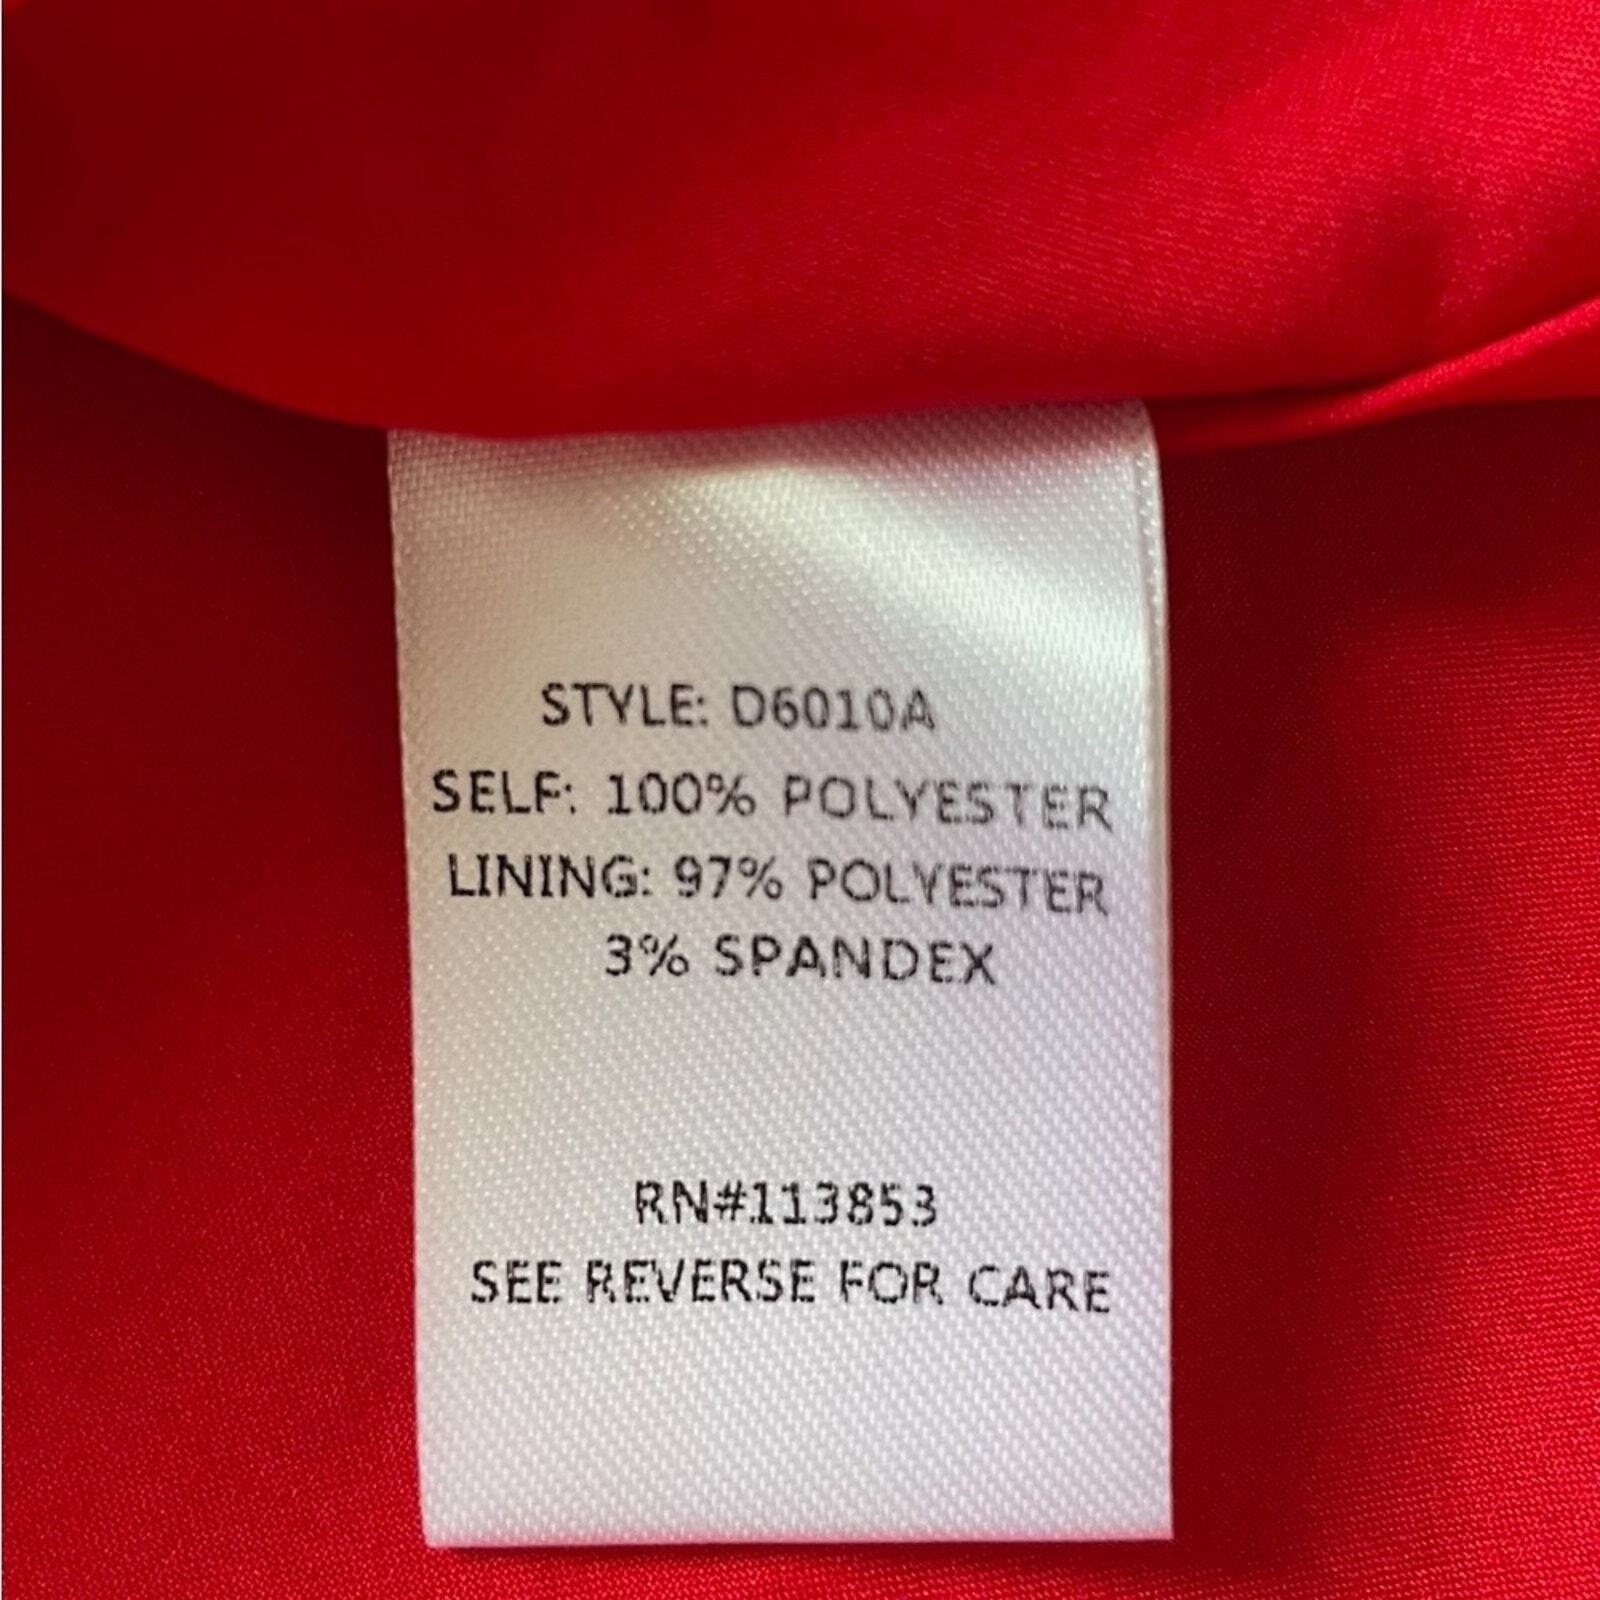 STYLE: D6010A
SELF: 100% POLYESTER
LINING: 97% POLYESTER
3% SPANDEX
RN#113853
SEE REVERSE FOR CARE